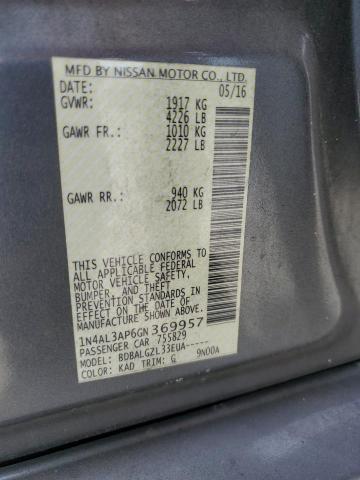 MFD BY NISSAN MOTOR CO., LTD.
DATE: 05/16
GVWR: 1917 KG
4226 LB
GAWR FR.: 1010 KG
2227 LB
GAWR RR.: 940 KG
2072 LB
THIS VEHICLE CONFORMS TO
ALL APPLICABLE FEDERAL
MOTOR VEHICLE SAFETY,
BUMPER, AND THEFT
PREVENTION STANDARDS IN
EFFECT ON THE DATE OF
MANUFACTURE SHOWN ABOVE.
1N4AL3AP6GN369957
PASSENGER CAR 755829
MODEL: BDBALGZL33EUA-----
COLOR: KAD TRIM: G 9N00A